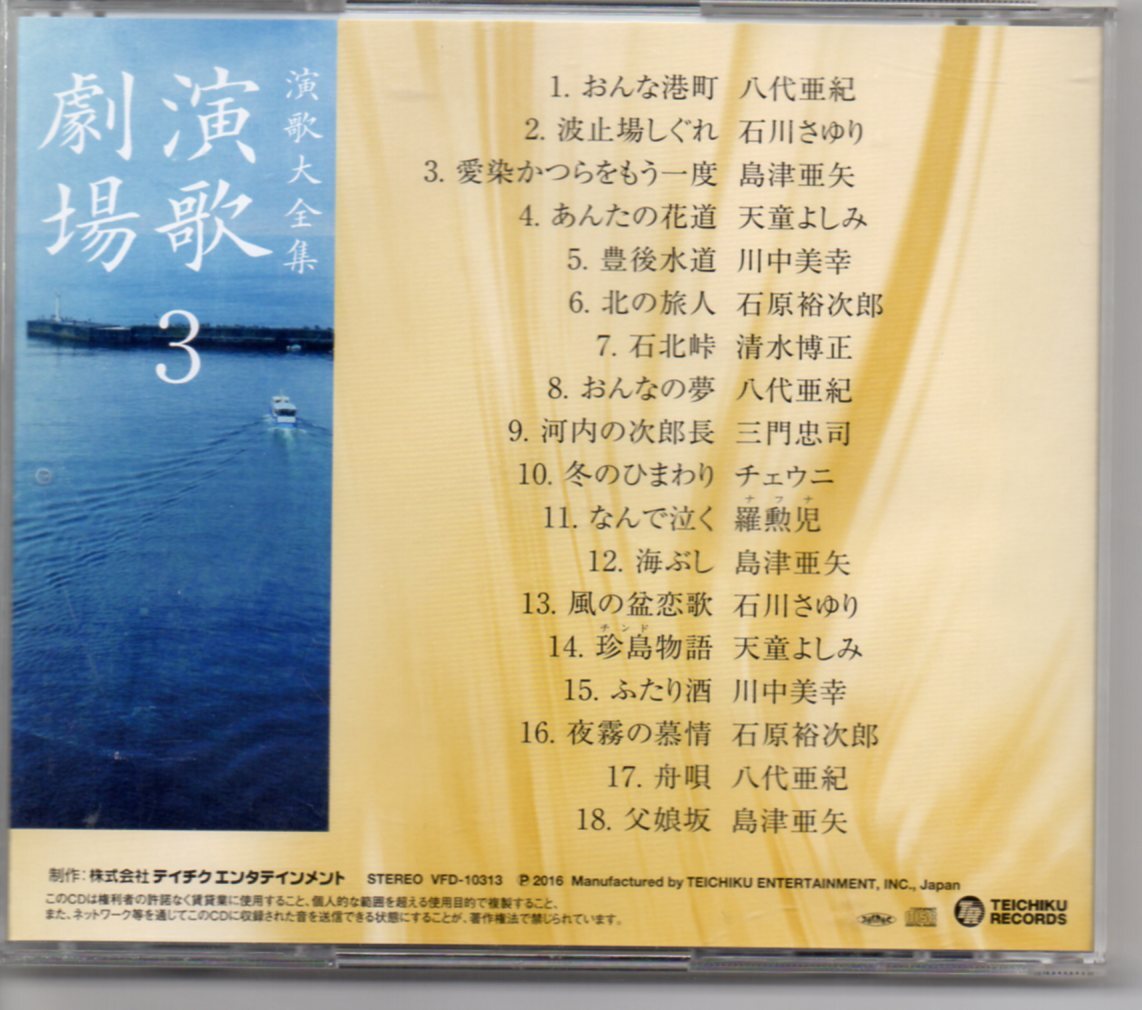 演歌大全集
演歌
劇場
3
1. おんな港町 八代亜紀
2. 波止場しぐれ 石川さゆり
3. 愛染かつらをもう一度 島津亜矢
4. あんたの花道 天童よしみ
5. 豊後水道 川中美幸
6. 北の旅人 石原裕次郎
7. 石北峠 清水博正
8. おんなの夢 八代亜紀
9. 河内の次郎長 三門忠司
10. 冬のひまわり チェウニ
ナフナ
11. なんで泣く 羅勲児
12. 海ぶし 島津亜矢
13. 風の盆恋歌 石川さゆり
チンド
14. 珍島物語 天童よしみ
15. ふたり酒 川中美幸
16. 夜霧の慕情 石原裕次郎
17. 舟唄 八代亜紀
18. 父娘坂 島津亜矢
制作：株式会社テイチクエンタテインメント STEREO VFD-10313 Ⓟ2016 Manufactured by TEICHIKU ENTERTAINMENT, INC., Japan
このCDは権利者の許諾なく賃貸業に使用すること、個人的な範囲を超える使用目的で複製すること、
また、ネットワーク等を通じてこのCDに収録された音を送信できる状態にすることが、著作権法で禁じられています。
TEICHIKU
RECORDS